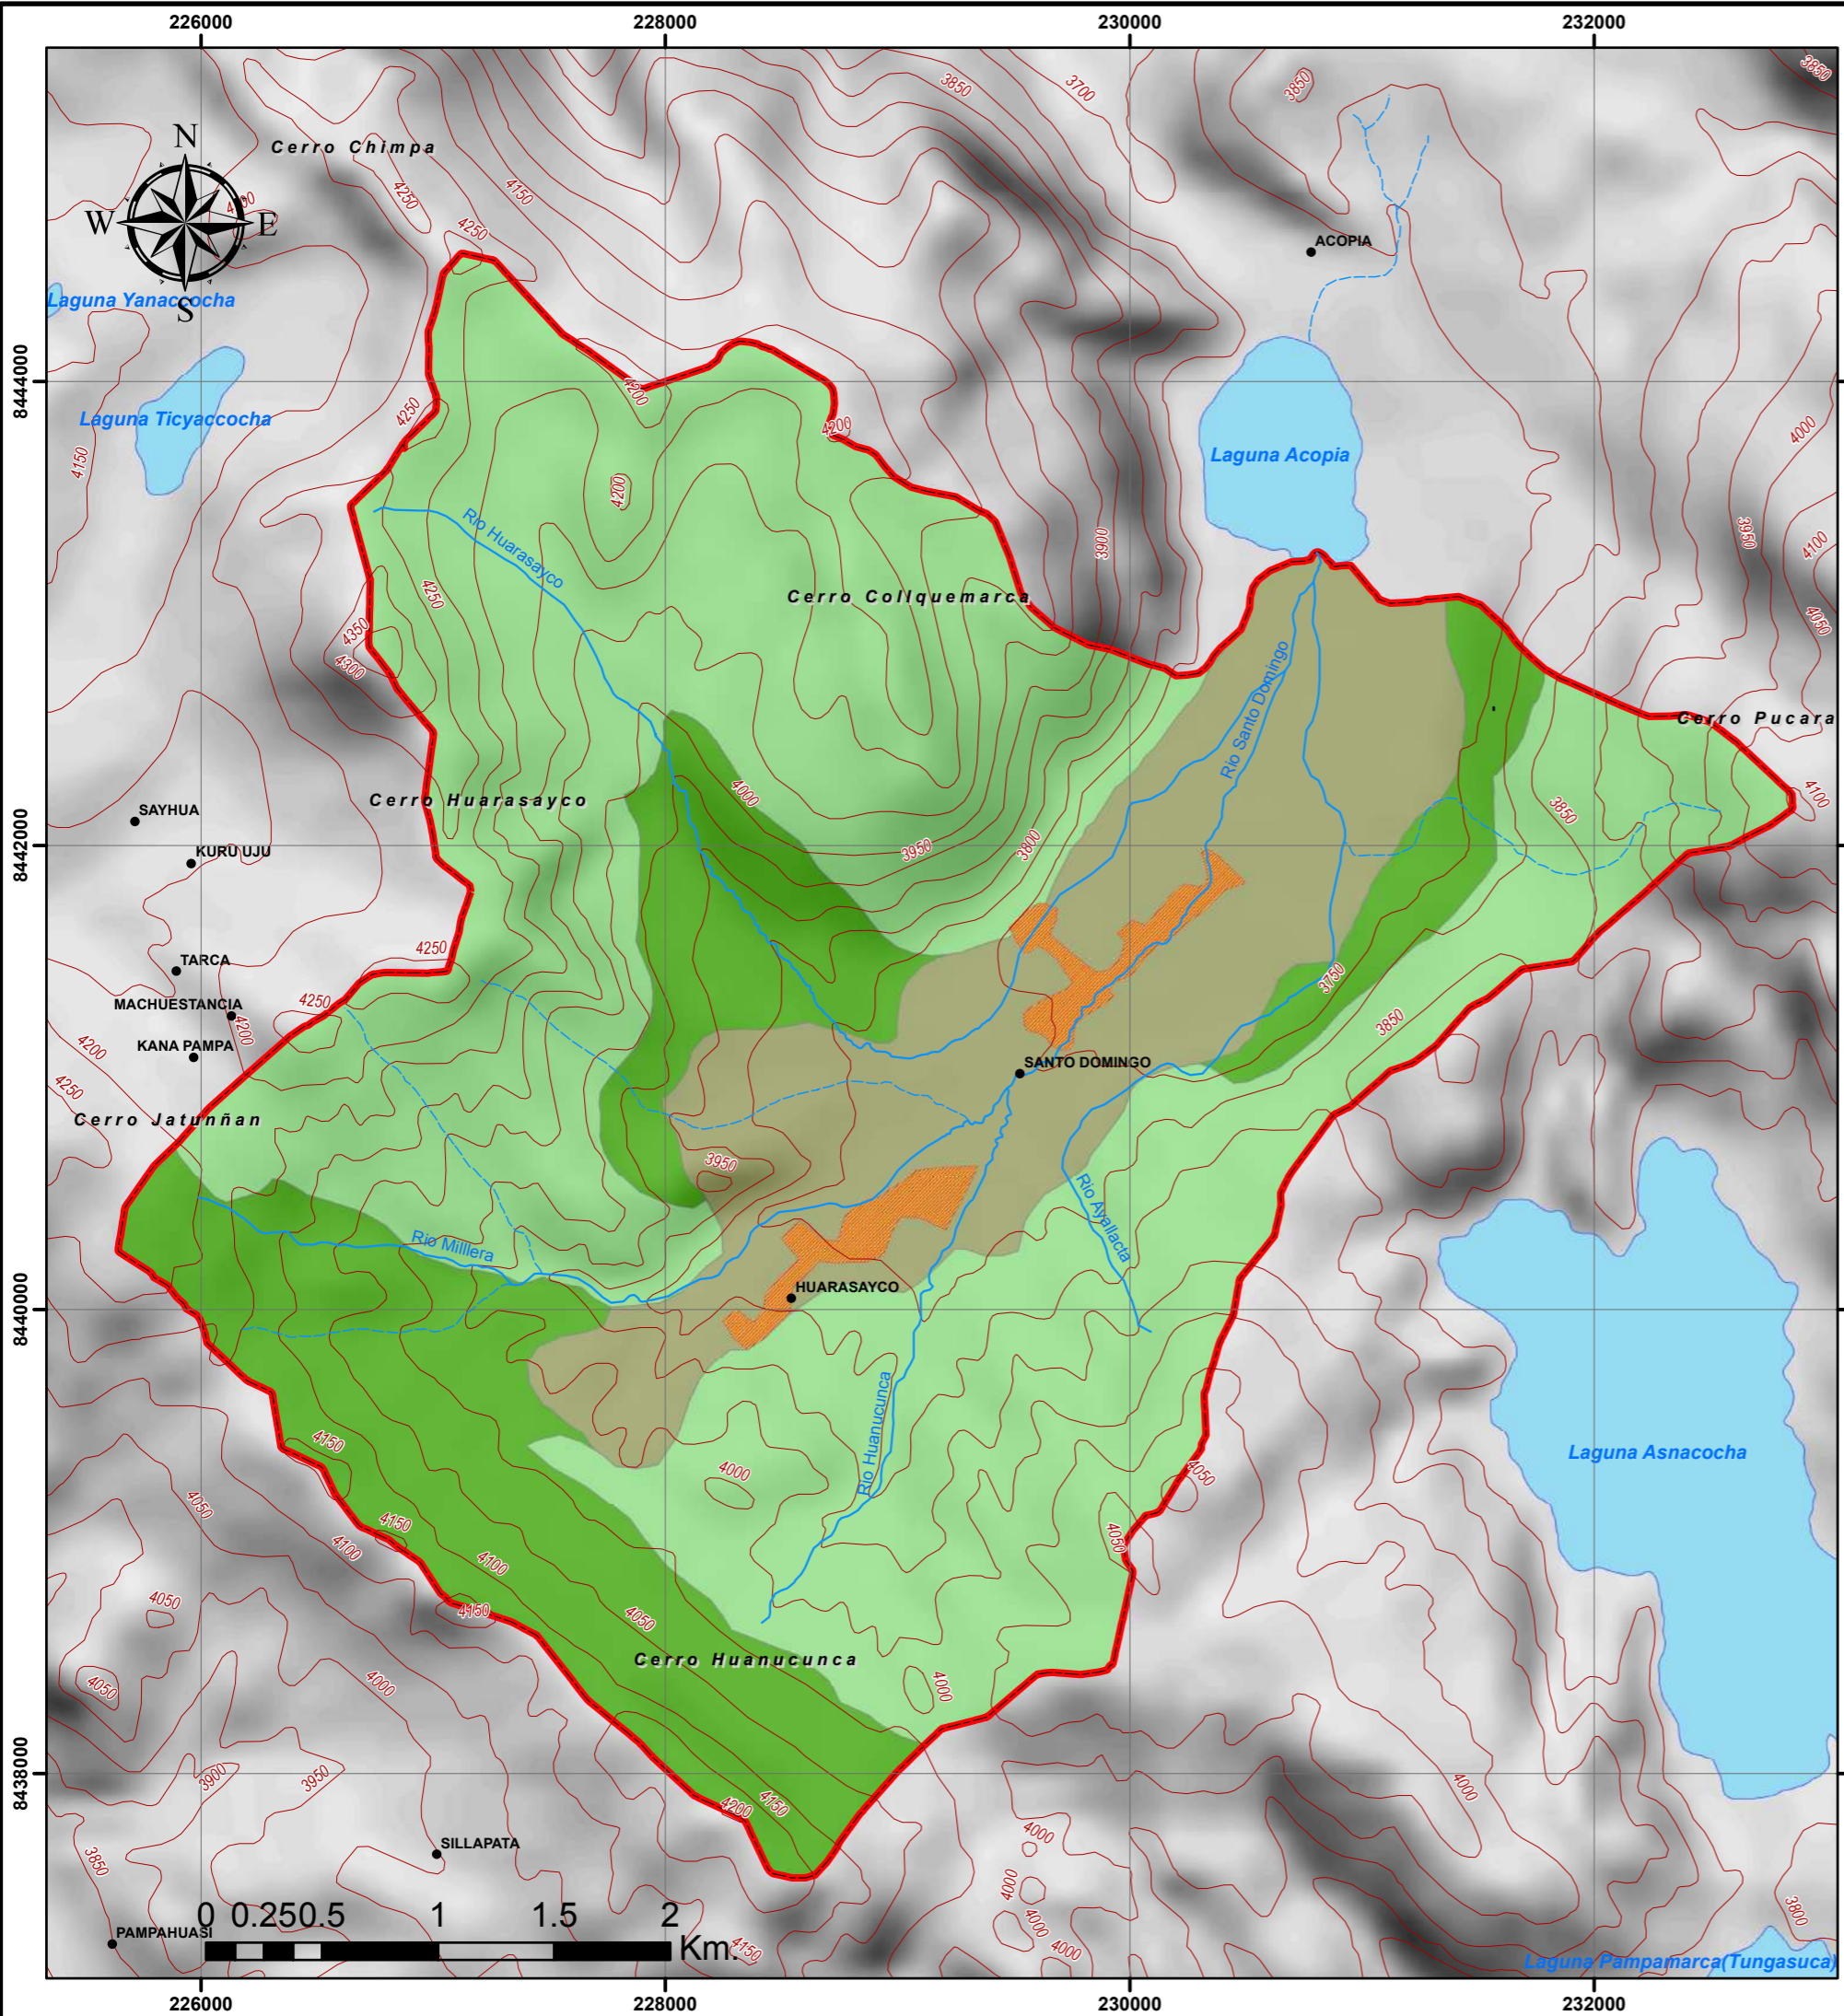 226000
228000
230000
232000
3850
3700
3850
3850
Cerro Chimpa
N
4250
4150
W
E
4250
ACOPIA
Laguna Yanaccocha
S
8444000
4200
4250
Laguna Ticyaccocha
4200
4000
4150
Laguna Acopia
4200
Rio Huarasayco
3900
3950
4100
4250
Cerro Collquemarca
4350
4050
4300
Rio Santo Domingo
Cerro Pucara
4000
4100
Cerro Huarasayco
3850
SAYHUA
8442000
3800
KURU UJU
3950
4250
TARCA
3750
4250
MACHUESTANCIA
4200
3850
KANA PAMPA
4200
SANTO DOMINGO
4250
Cerro Jatunñan
3950
Rio Ayallacta
Rio Millera
HUARASAYCO
8440000
Rio Huanucunca
4150
Laguna Asnacocha
4000
4050
4050
4150
4050
4100
4100
4050
4150
4050
Cerro Huanucunca
4000
4050
4000
8438000
3900
3950
4000
4200
4150
4000
3850
SILLAPATA
4000
3800
0 0.25 0.5 1 1.5 2
Km.
4000
PAMPAHUASI
4150
4000
Laguna Pampamarca(Tungasuca)
226000
228000
230000
232000